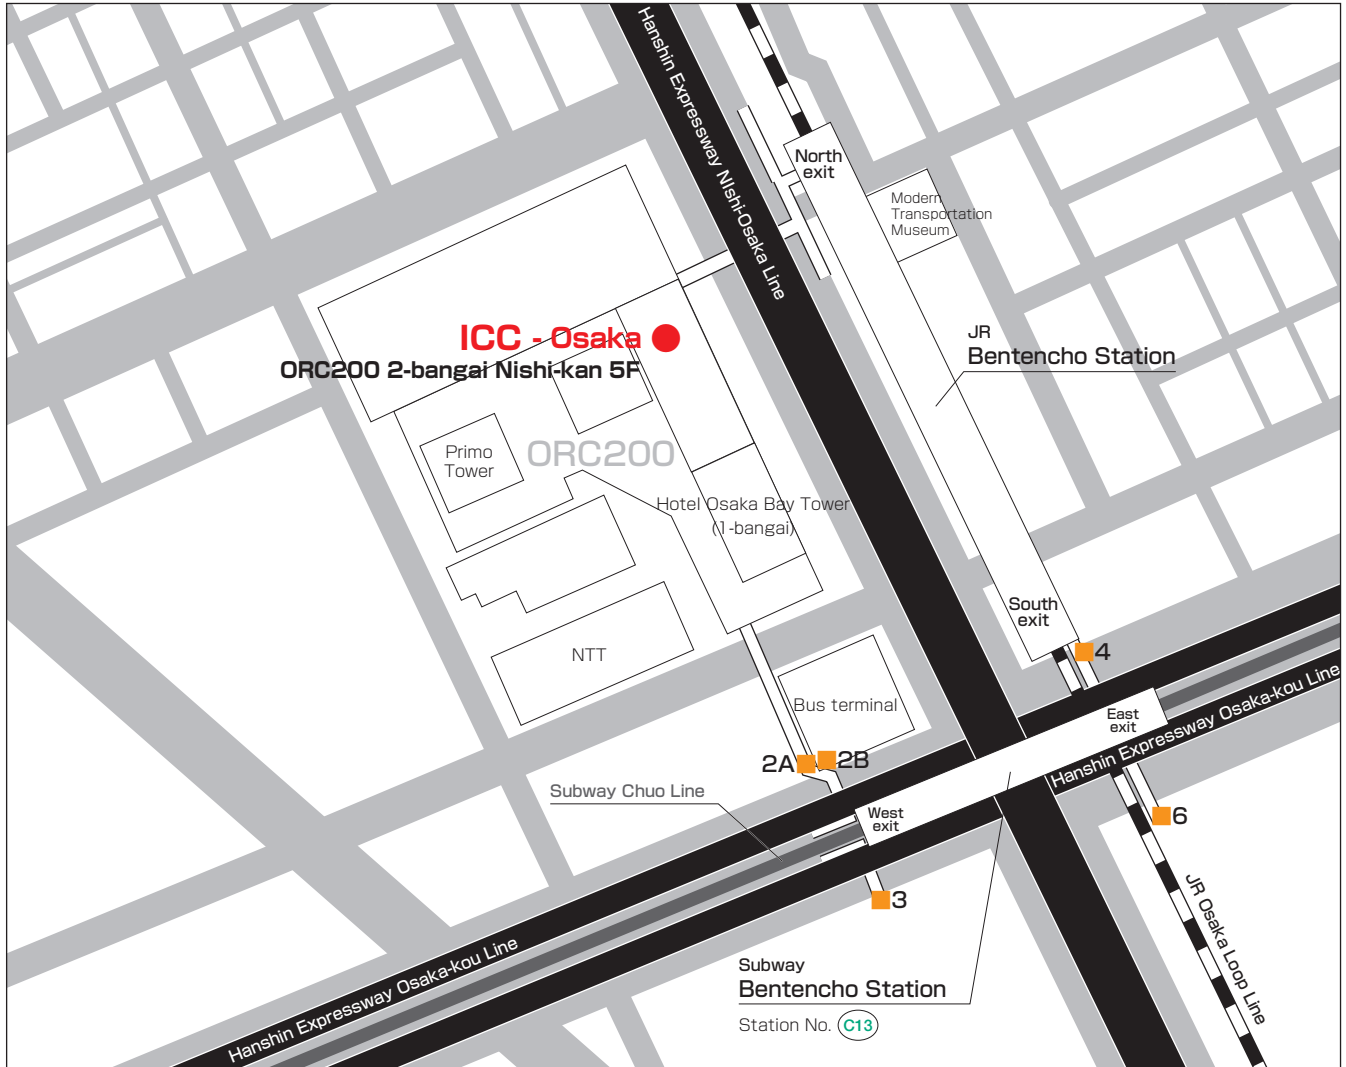 Hanshin Expressway NIshi-Osaka Line
North
exit
Modern
Transportation
Museum
ICC - Osaka
ORC200 2-bangai Nishi-kan 5F
JR
Bentencho Station
Primo
Tower
ORC200
Hotel Osaka Bay Tower
(1-bangai)
South
exit
4
NTT
Bus terminal
East
exit
Hanshin Expressway Osaka-kou Line
2A
2B
Subway Chuo Line
West
exit
6
3
JR Osaka Loop Line
Hanshin Expressway Osaka-kou Line
Subway
Bentencho Station
Station No. C13